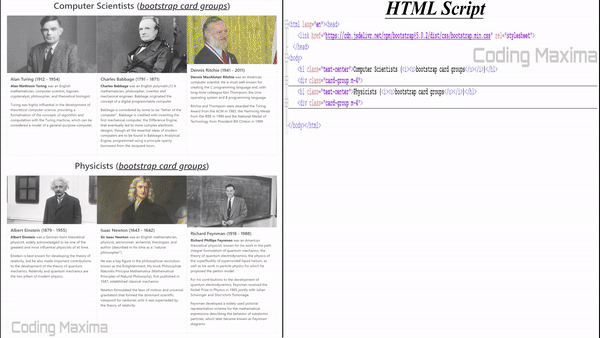 Computer Scientists (bootstrap card groups)
Alan Turing (1912 - 1954)
Alan Mathison Turing was an English
mathematician, computer scientist, logician,
cryptanalyst, philosopher, and theoretical biologist.
Turing was highly influential in the development of
theoretical computer science, providing a
formalisation of the concepts of algorithm and
computation with the Turing machine, which can be
considered a model of a general-purpose computer.
Charles Babbage (1791 - 1871)
Charles Babbage was an English polymath.[1] A
mathematician, philosopher, inventor and
mechanical engineer, Babbage originated the
concept of a digital programmable computer.
Babbage is considered by some to be "father of the
computer". Babbage is credited with inventing the
first mechanical computer, the Difference Engine,
that eventually led to more complex electronic
designs, though all the essential ideas of modern
computers are to be found in Babbage's Analytical
Engine, programmed using a principle openly
borrowed from the Jacquard loom.
Dennis Ritchie (1941 - 2011)
Dennis MacAlistair Ritchie was an American
computer scientist. He is most well-known for
creating the C programming language and, with
long-time colleague Ken Thompson, the Unix
operating system and B programming language.
Ritchie and Thompson were awarded the Turing
Award from the ACM in 1983, the Hamming Medal
from the IEEE in 1990 and the National Medal of
Technology from President Bill Clinton in 1999.
Physicists (bootstrap card groups)
Albert Einstein (1879 - 1955)
Albert Einstein was a German-born theoretical
physicist, widely acknowledged to be one of the
greatest and most influential physicists of all time.
Einstein is best known for developing the theory of
relativity, but he also made important contributions
to the development of the theory of quantum
mechanics. Relativity and quantum mechanics are
the two pillars of modern physics.
Isaac Newton (1643 - 1642)
Sir Isaac Newton was an English mathematician,
physicist, astronomer, alchemist, theologian, and
author (described in his time as a "natural
philosopher").
He was a key figure in the philosophical revolution
known as the Enlightenment. His book Philosophiæ
Naturalis Principia Mathematica (Mathematical
Principles of Natural Philosophy), first published in
1687, established classical mechanics.
Newton formulated the laws of motion and universal
gravitation that formed the dominant scientific
viewpoint for centuries until it was superseded by
the theory of relativity.
Richard Feynman (1918 - 1988)
Richard Phillips Feynman was an American
theoretical physicist, known for his work in the path
integral formulation of quantum mechanics, the
theory of quantum electrodynamics, the physics of
the superfluidity of supercooled liquid helium, as
well as his work in particle physics for which he
proposed the parton model.
For his contributions to the development of
quantum electrodynamics, Feynman received the
Nobel Prize in Physics in 1965 jointly with Julian
Schwinger and Shin'ichirō Tomonaga.
Feynman developed a widely used pictorial
representation scheme for the mathematical
expressions describing the behavior of subatomic
particles, which later became known as Feynman
diagrams.
Coding Maxima
HTML Script
<html lang="en"><head>
<link href="https://cdn.jsdelivr.net/npm/bootstrap@5.0.2/dist/css/bootstrap.min.css" rel="stylesheet">
</head>
<body>
<h1 class="text-center">Computer Scientists (<i><u>bootstrap card groups</u></i>)</h1>
<div class="card-group m-4">
<h1 class="text-center">Physicists (<i><u>bootstrap card groups</u></i>)</h1>
<div class="card-group m-4">
</body></html>
Coding Maxima